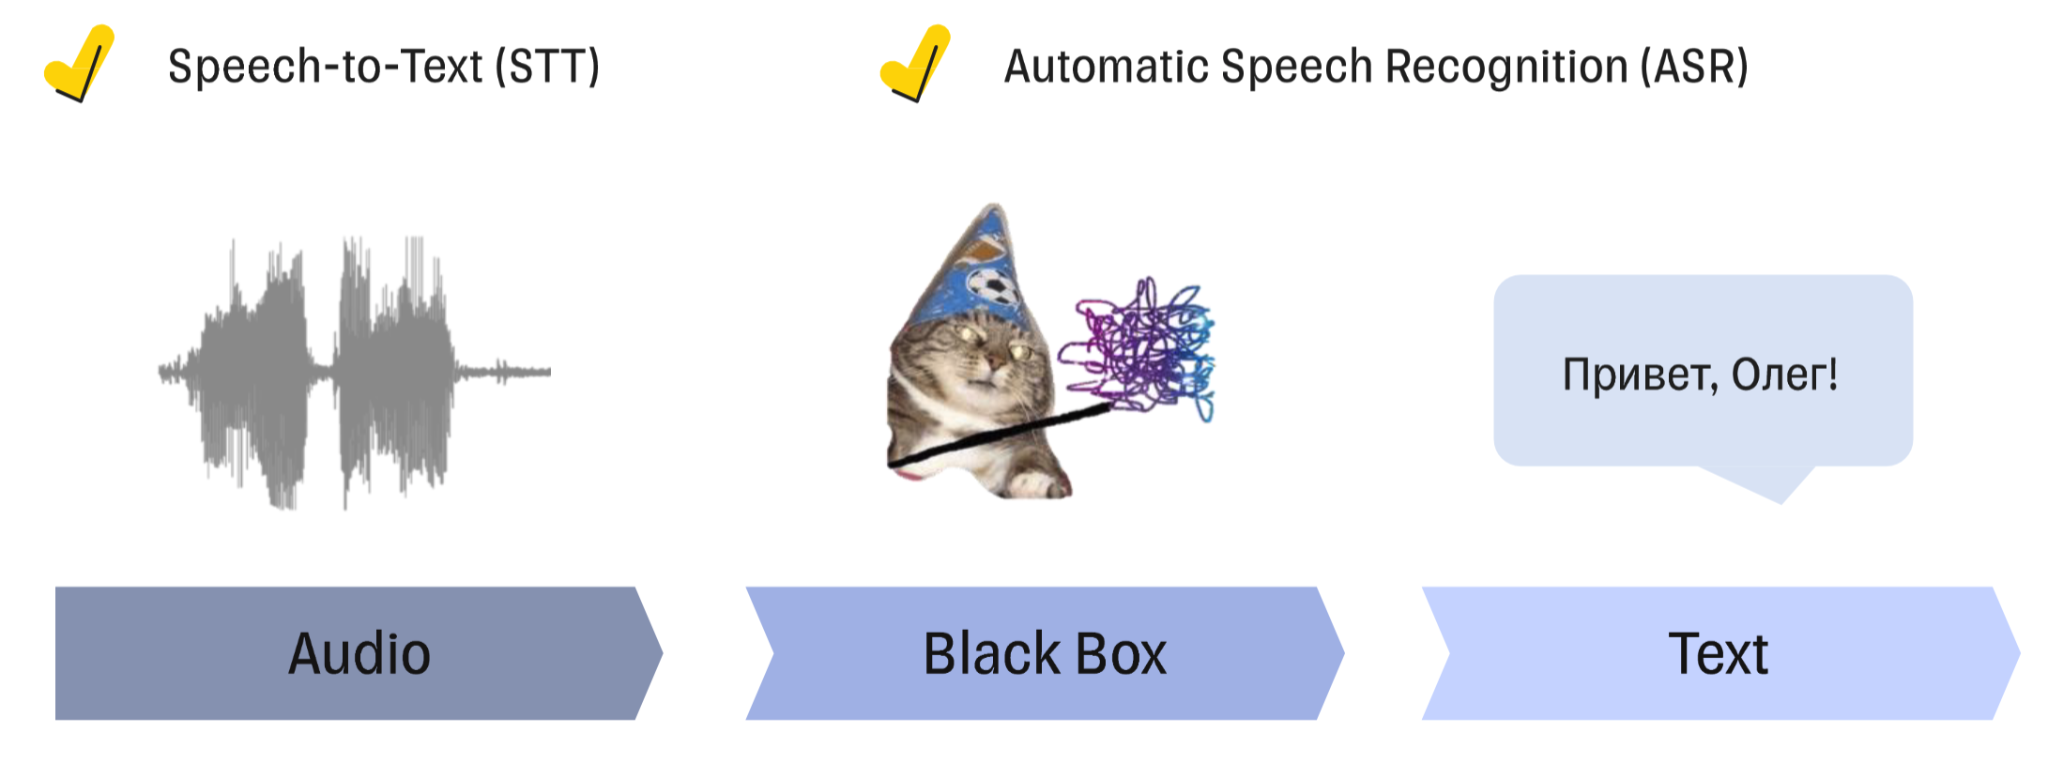 Speech-to-Text (STT)
Automatic Speech Recognition (ASR)
Привет, Олег!
Audio
Black Box
Text